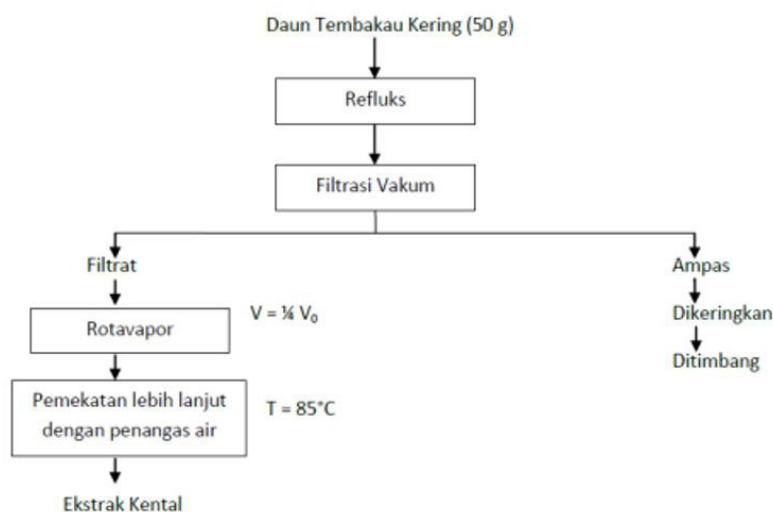 Daun Tembakau Kering (50 g)
Refluks
Filtrasi Vakum
Filtrat
Ampas
Rotavapor
V = ¼ V₀
Dikeringkan
Ditimbang
Pemekatan lebih lanjut
dengan penangas air
T = 85°C
Ekstrak Kental